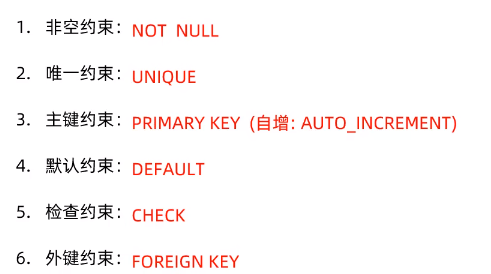 1. 非空约束：NOT NULL
2. 唯一约束：UNIQUE
3. 主键约束：PRIMARY KEY (自增：AUTO_INCREMENT)
4. 默认约束：DEFAULT
5. 检查约束：CHECK
6. 外键约束：FOREIGN KEY